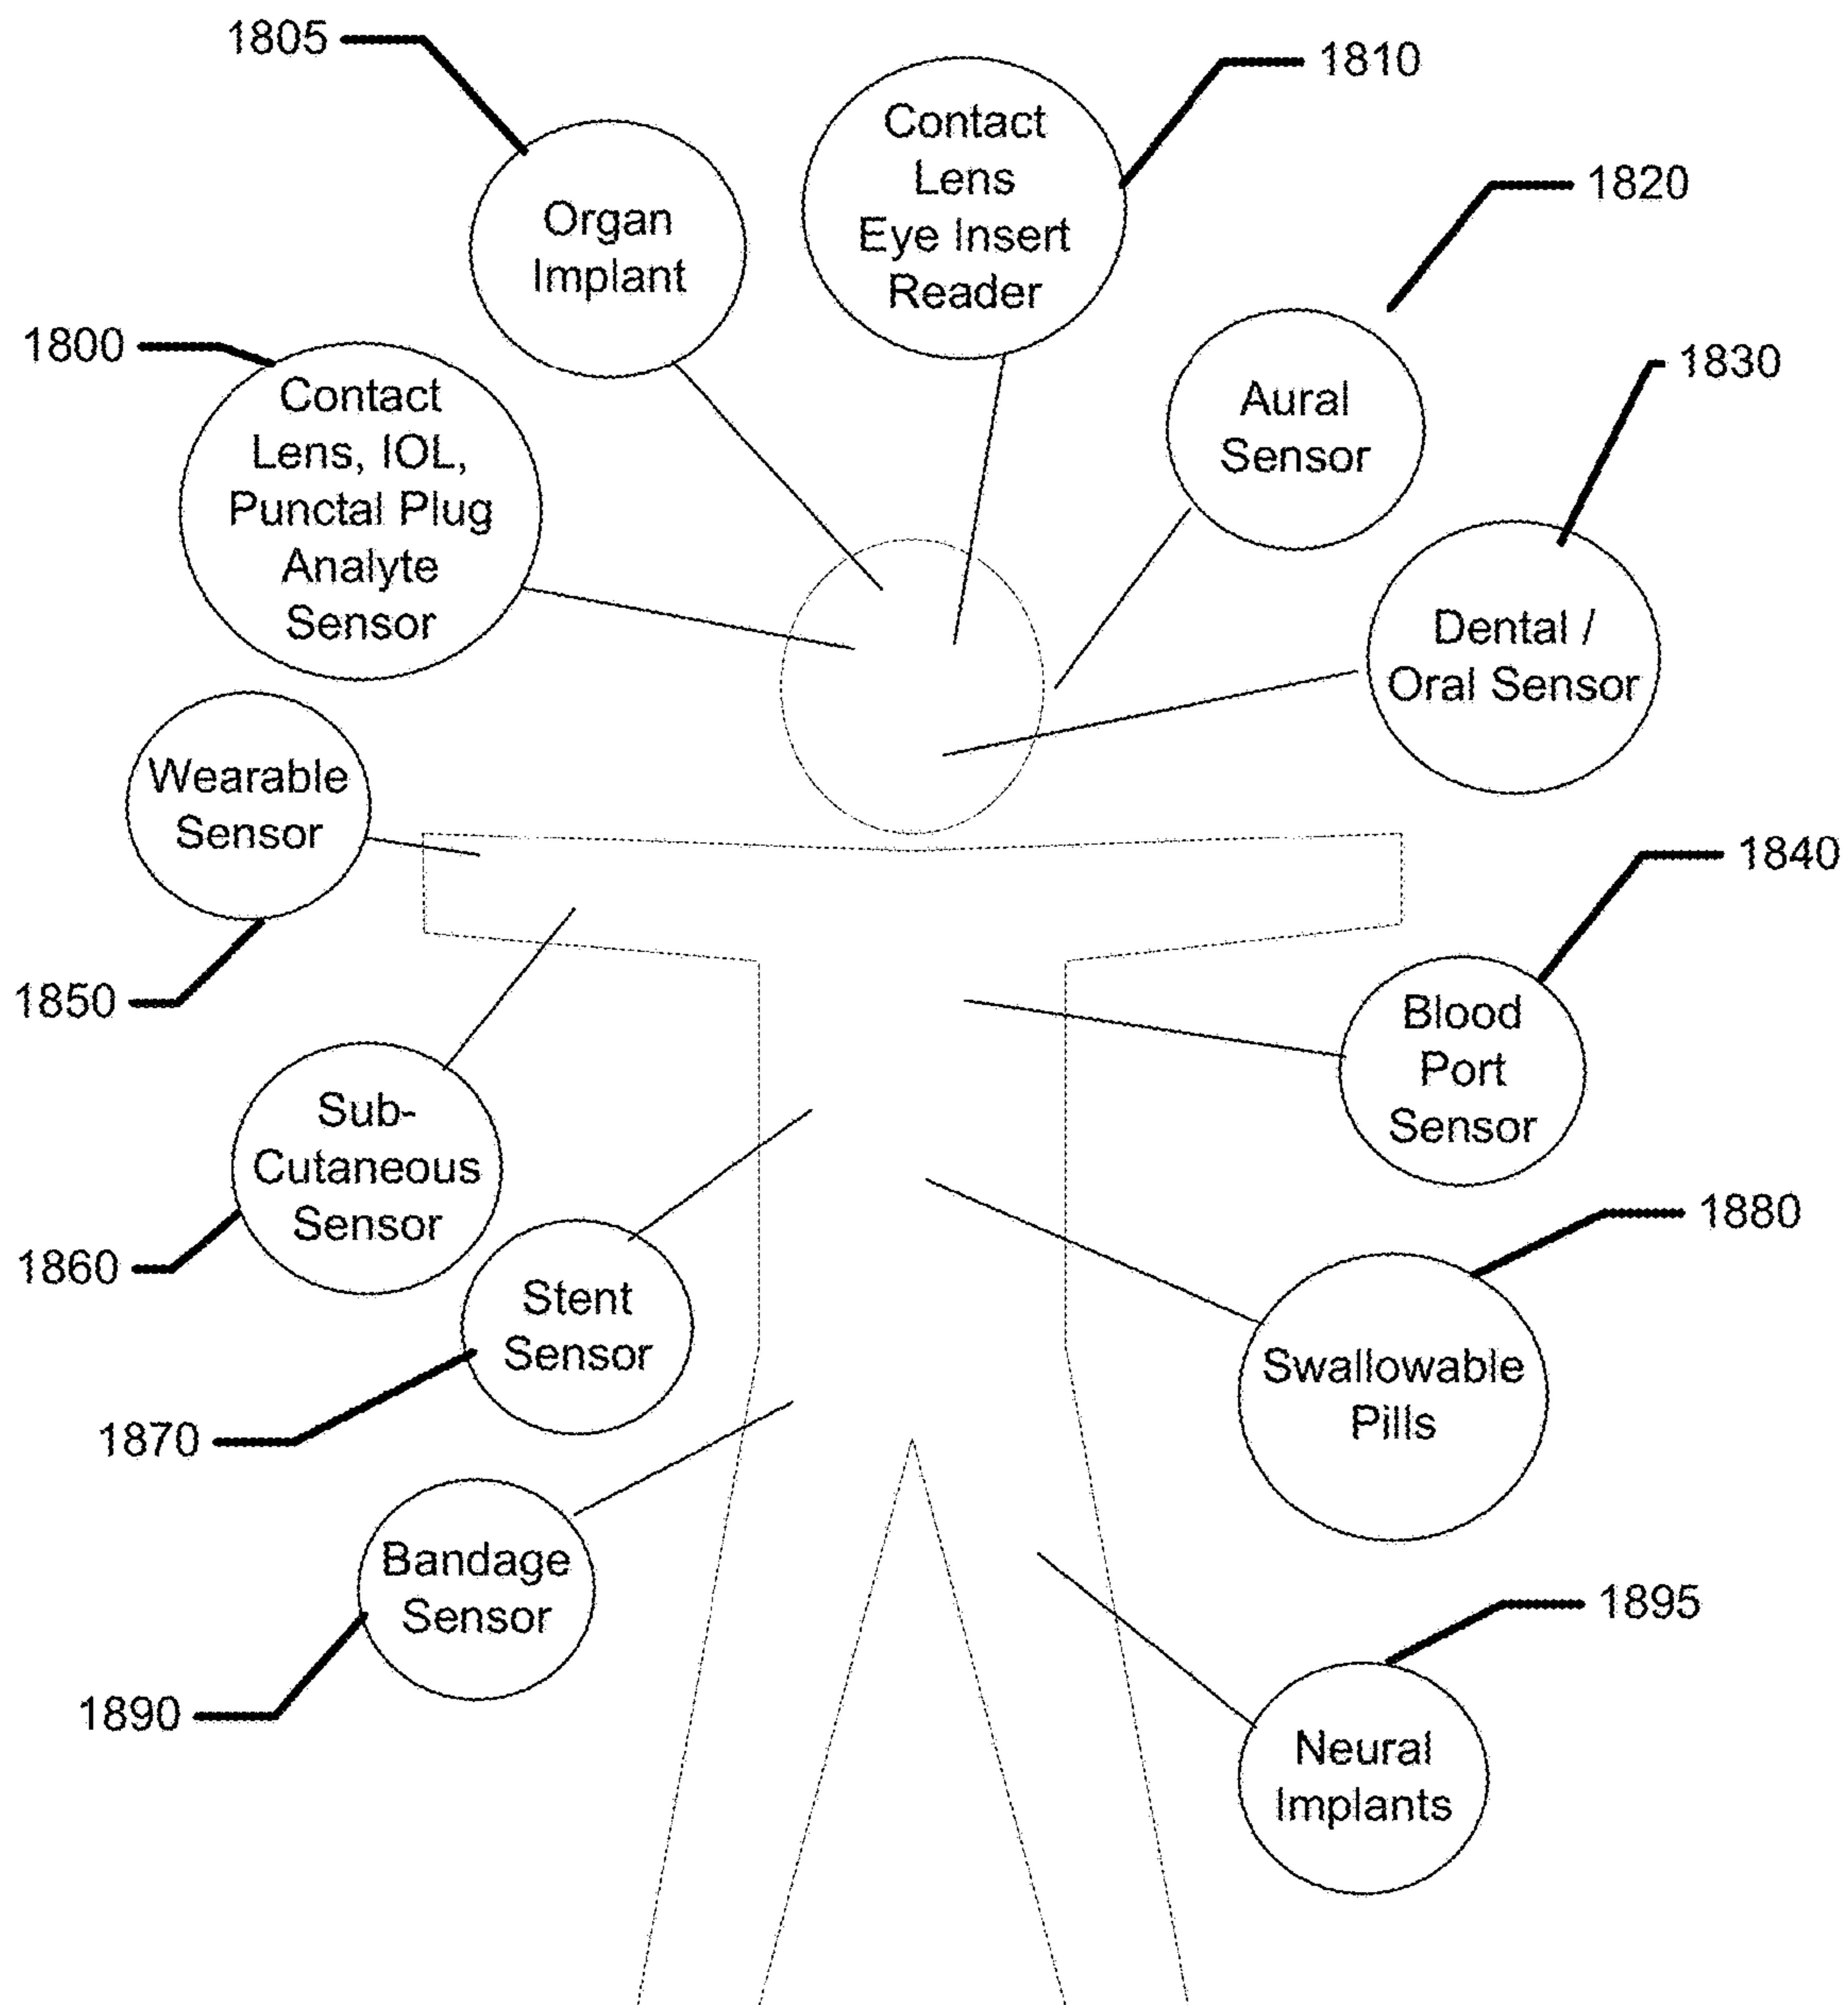 1805
1810
Contact
Lens
Eye Insert
Reader
Organ
Implant
1820
1800
Contact
Lens, IOL,
Punctal Plug
Analyte
Sensor
Aural
Sensor
1830
Dental /
Oral Sensor
Wearable
Sensor
1840
1850
Blood
Port
Sensor
Sub-
Cutaneous
Sensor
1860
1880
Stent
Sensor
1870
Swallowable
Pills
Bandage
Sensor
1890
1895
Neural
Implants